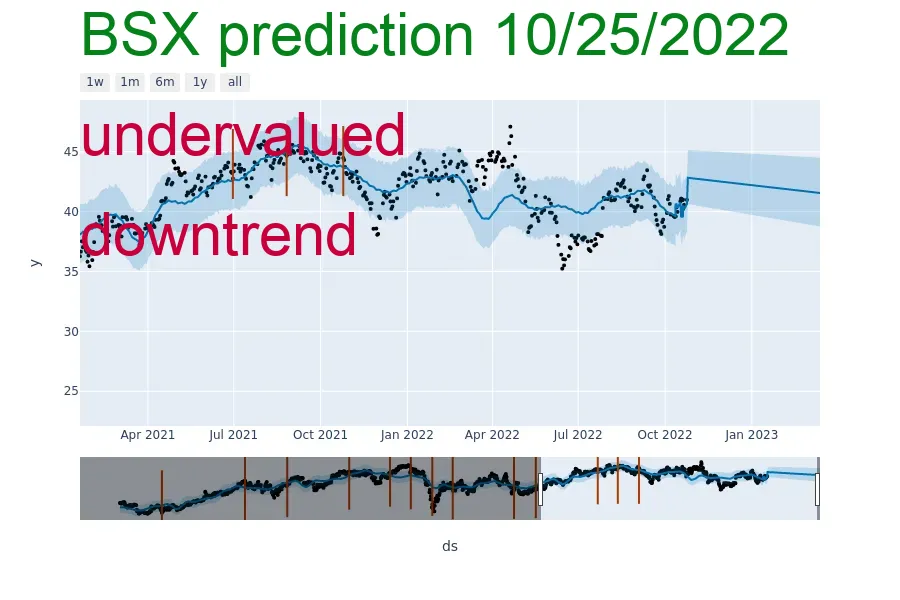 BSX prediction 10/25/2022
1w 1m 6m 1y all
undervalued
downtrend
45
40
35
30
25
y
Apr 2021 Jul 2021 Oct 2021 Jan 2022 Apr 2022 Jul 2022 Oct 2022 Jan 2023
ds